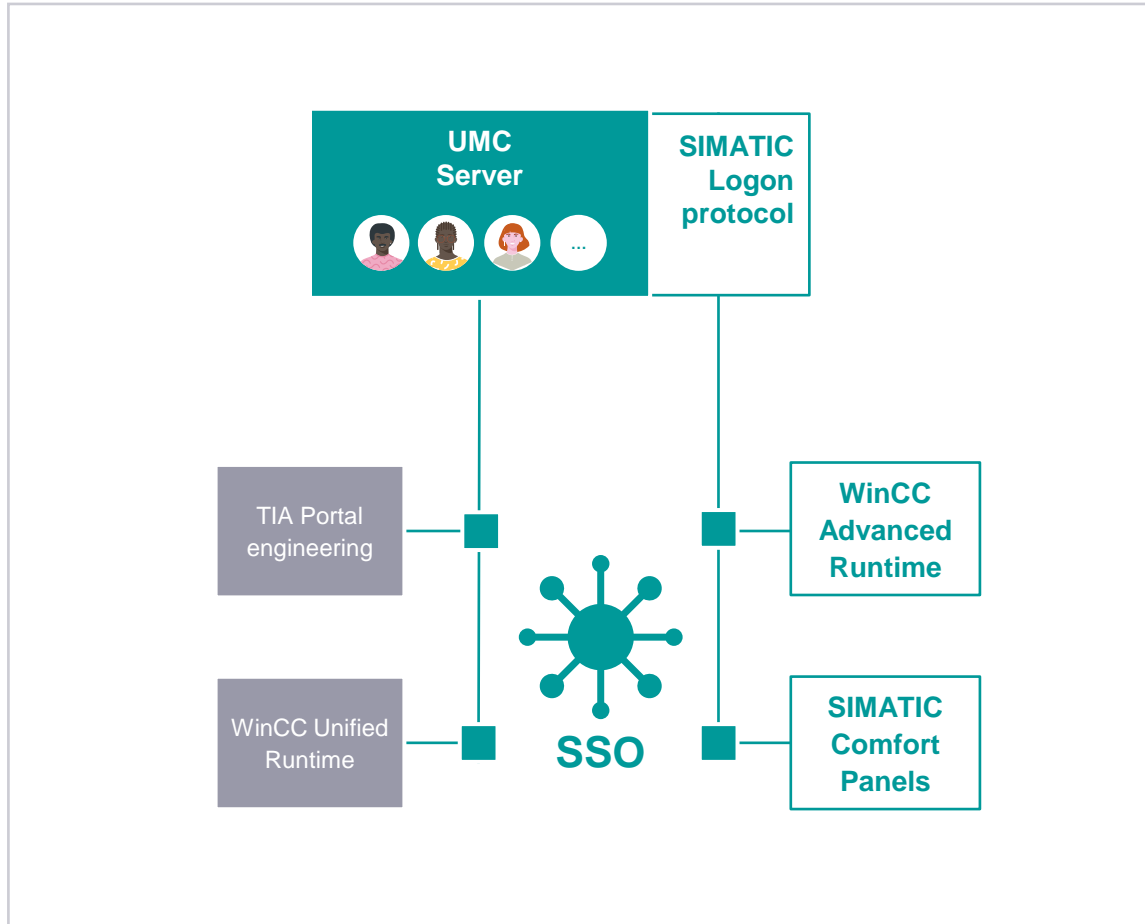 UMC
Server
...
SIMATIC
Logon
protocol
TIA Portal
engineering
WinCC
Advanced
Runtime
WinCC Unified
Runtime
SSO
SIMATIC
Comfort
Panels